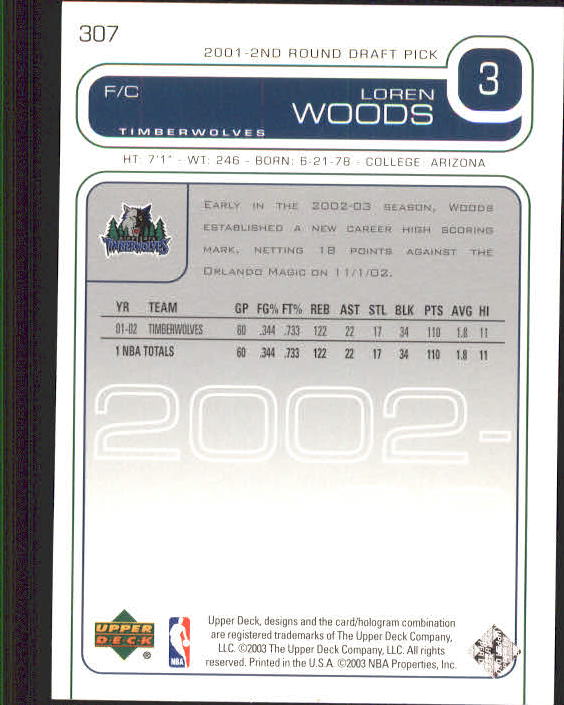 307
2001-2ND ROUND DRAFT PICK
3
F/C
LOREN
WOODS
TIMBERWOLVES
HT: 7'1" - WT: 246 - BORN: 6-21-78 - COLLEGE: ARIZONA
TIMBERWOLVES
EARLY IN THE 2002-03 SEASON, WOODS
ESTABLISHED A NEW CAREER HIGH SCORING
MARK, NETTING 18 POINTS AGAINST THE
ORLANDO MAGIC ON 11/1/02.
YR TEAM GP FG% FT% REB AST STL BLK PTS AVG HI
01-02 TIMBERWOLVES 60 .344 .733 122 22 17 34 110 1.8 11
1 NBA TOTALS 60 .344 .733 122 22 17 34 110 1.8 11
2002-
UPPER
DECK
®
NBA
Upper Deck, designs and the card/hologram combination
are registered trademarks of The Upper Deck Company,
LLC. ©2003 The Upper Deck Company, LLC. All rights
reserved. Printed in the U.S.A. ©2003 NBA Properties, Inc.